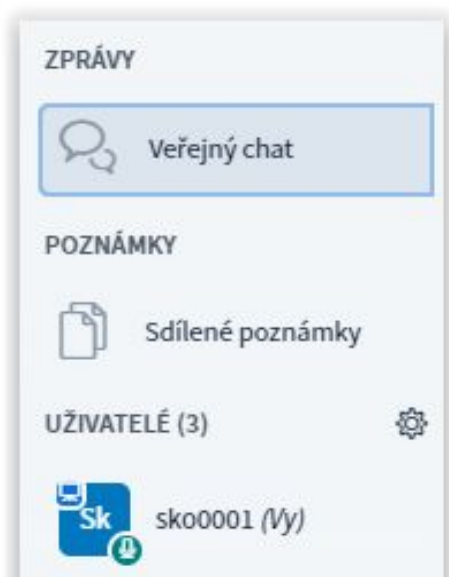 ZPRÁVY
Veřejný chat
POZNÁMKY
Sdílené poznámky
UŽIVATELÉ (3)
Sk
sko0001 (Vy)